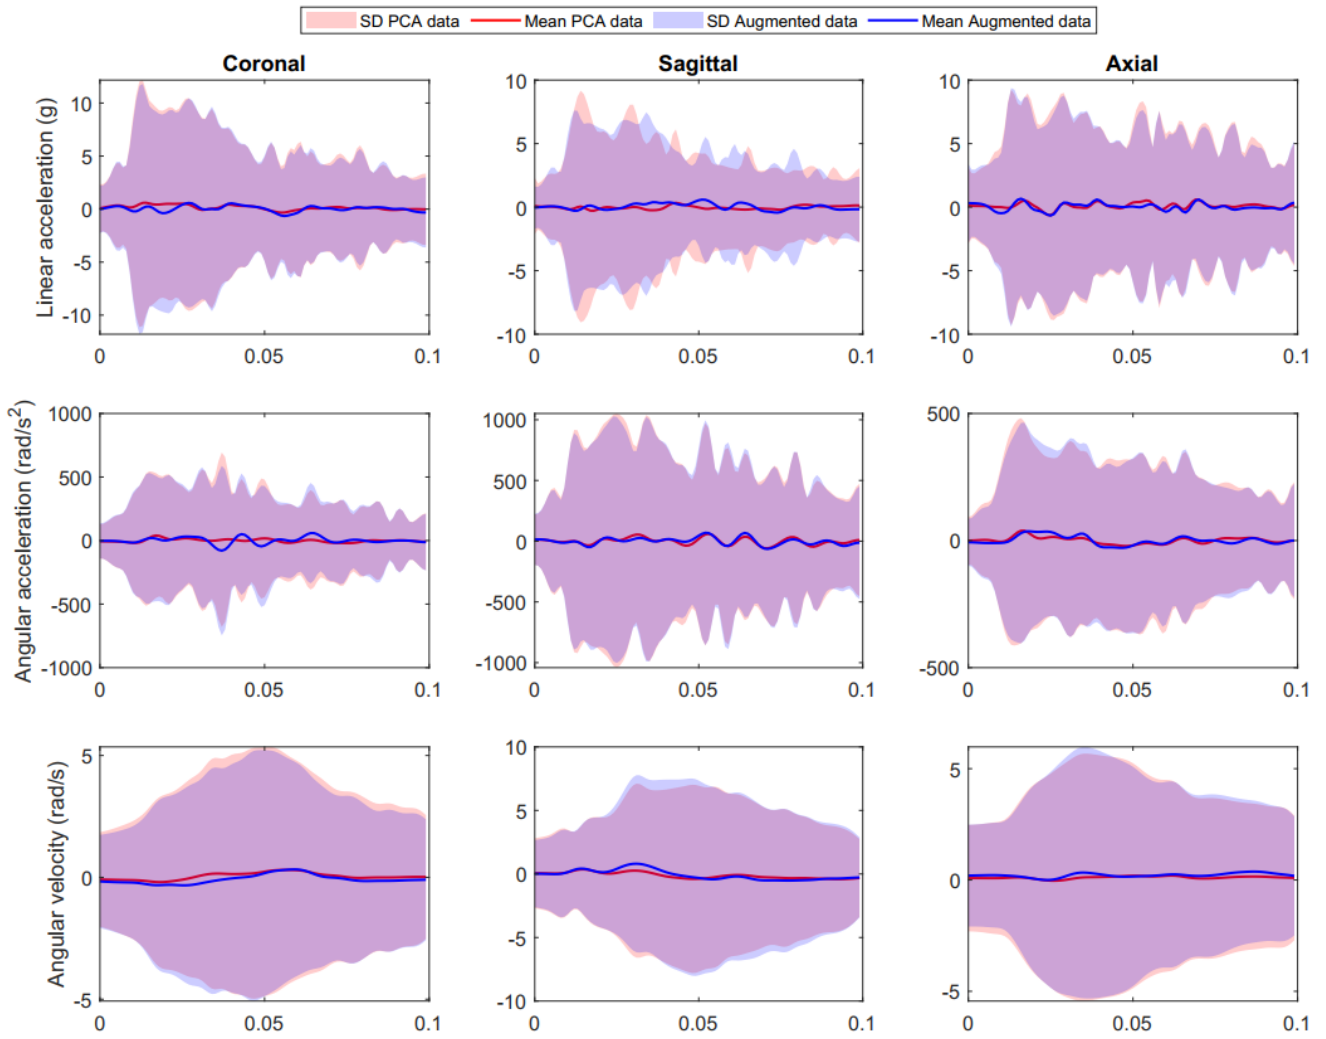 SD PCA data Mean PCA data SD Augmented data Mean Augmented data
Coronal Sagittal Axial
Linear acceleration (g)
10
5
0
-5
-10
0 0.05 0.1
10
5
0
-5
-10
0 0.05 0.1
10
5
0
-5
-10
0 0.05 0.1
Angular acceleration (rad/s²)
1000
500
0
-500
-1000
0 0.05 0.1
1000
500
0
-500
-1000
0 0.05 0.1
500
0
-500
0 0.05 0.1
Angular velocity (rad/s)
5
0
-5
0 0.05 0.1
10
5
0
-5
-10
0 0.05 0.1
5
0
-5
0 0.05 0.1